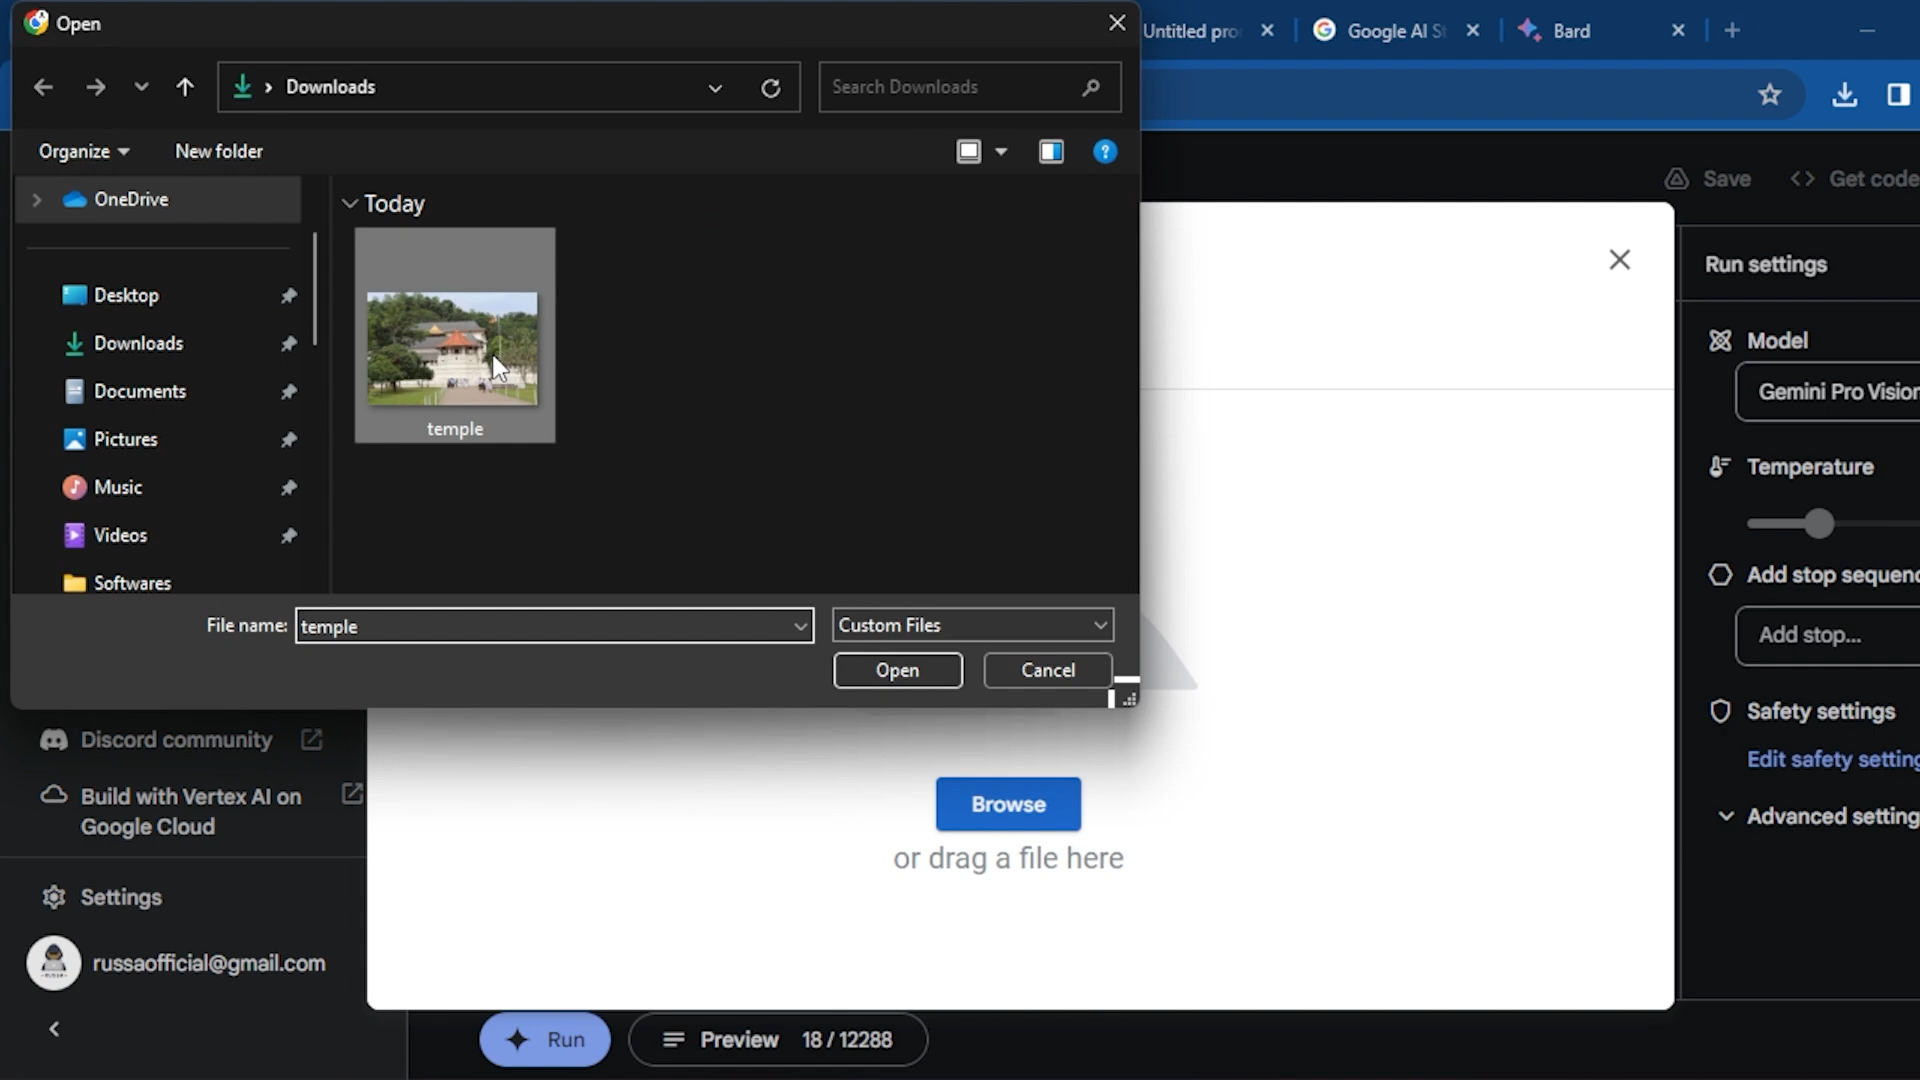 Open
Untitled pro
Google AI St
Bard
Downloads
Search Downloads
Organize
New folder
Save
Get code
OneDrive
Today
Desktop
Downloads
Documents
Pictures
Music
Videos
Softwares
temple
Run settings
Model
Gemini Pro Vision
Temperature
Add stop sequenc
Add stop...
Safety settings
Edit safety setting
Advanced setting
File name:
temple
Custom Files
Open
Cancel
Discord community
Build with Vertex AI on
Google Cloud
Browse
or drag a file here
Settings
russaofficial@gmail.com
Run
Preview 18 / 12288